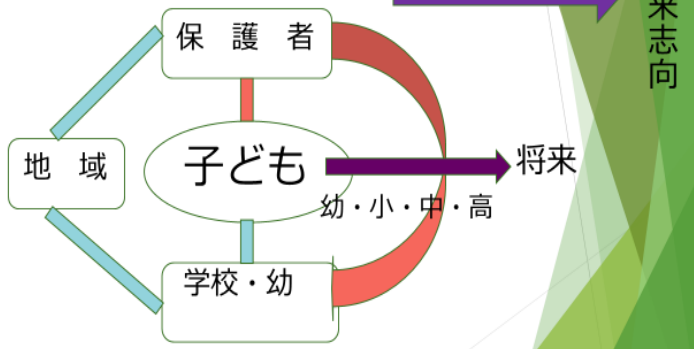 保護者
地域
子ども
将来
幼・小・中・高
学校・幼
来志向